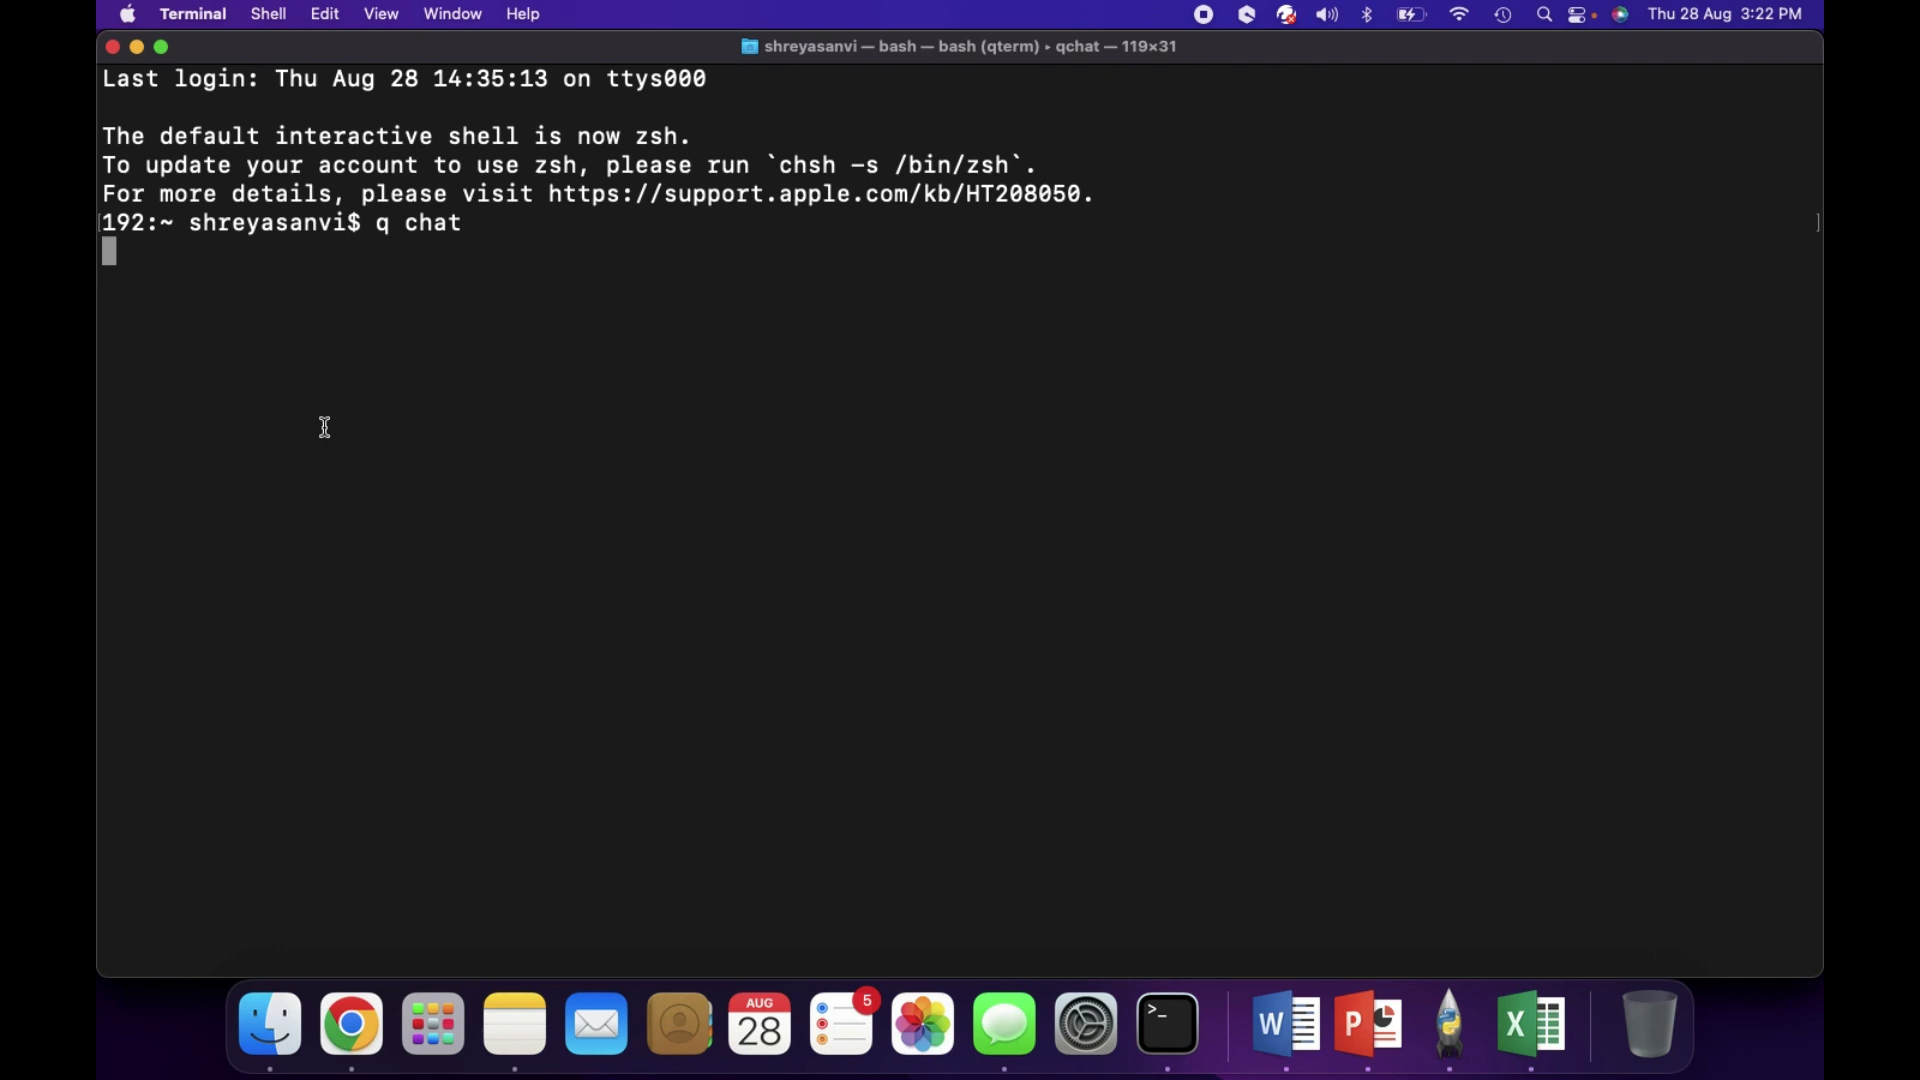 Terminal Shell Edit View Window Help Thu 28 Aug 3:22 PM
shreyasanvi — bash — bash (qterm) ▸ qchat — 119×31
Last login: Thu Aug 28 14:35:13 on ttys000
The default interactive shell is now zsh.
To update your account to use zsh, please run `chsh -s /bin/zsh`.
For more details, please visit https://support.apple.com/kb/HT208050.
[192:~ shreyasanvi$ q chat ]
AUG
28
5
>_
W
P
X